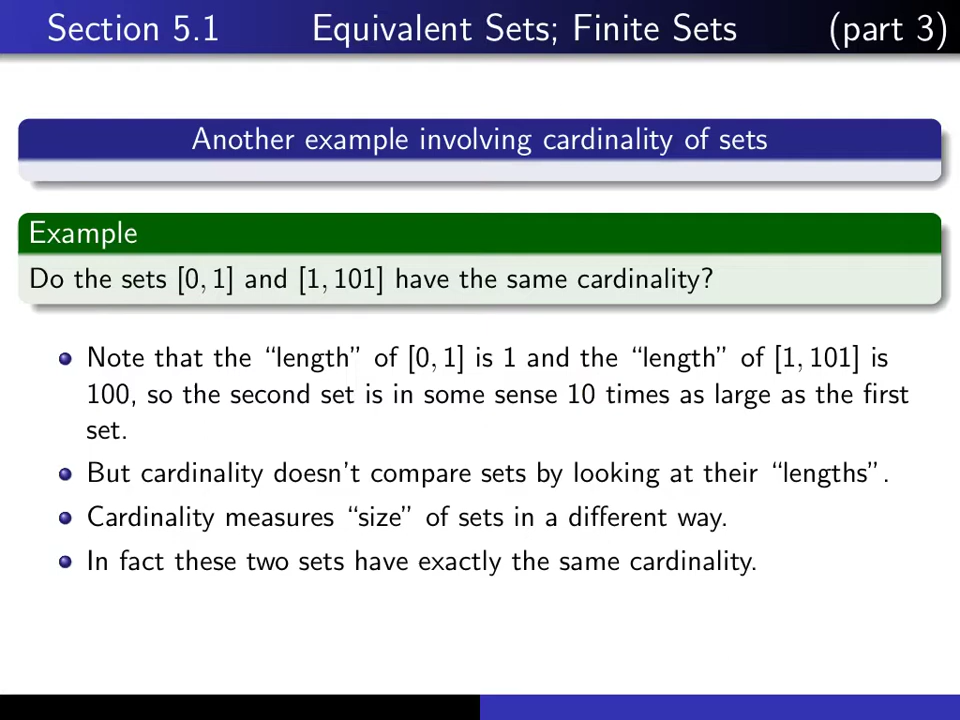 Section 5.1 Equivalent Sets; Finite Sets (part 3)
Another example involving cardinality of sets
Example
Do the sets [0, 1] and [1, 101] have the same cardinality?
Note that the “length” of [0, 1] is 1 and the “length” of [1, 101] is
100, so the second set is in some sense 10 times as large as the first
set.
But cardinality doesn’t compare sets by looking at their “lengths”.
Cardinality measures “size” of sets in a different way.
In fact these two sets have exactly the same cardinality.